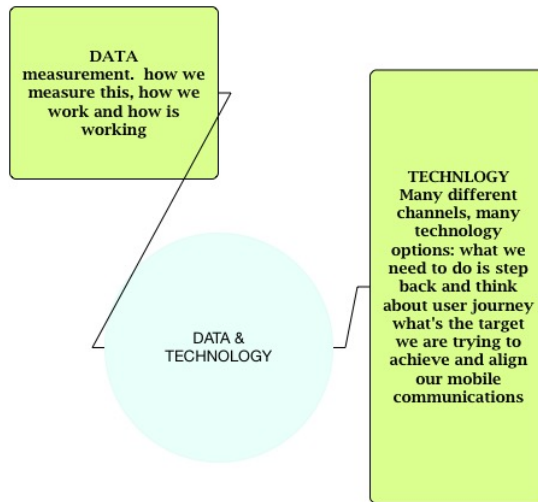 DATA
measurement.  how we
measure this, how we
work and how is
working
TECHNLOGY
Many different
channels, many
technology
options: what we
need to do is step
back and think
about user journey
what's the target
we are trying to
achieve and align
our mobile
communications
DATA &
TECHNOLOGY